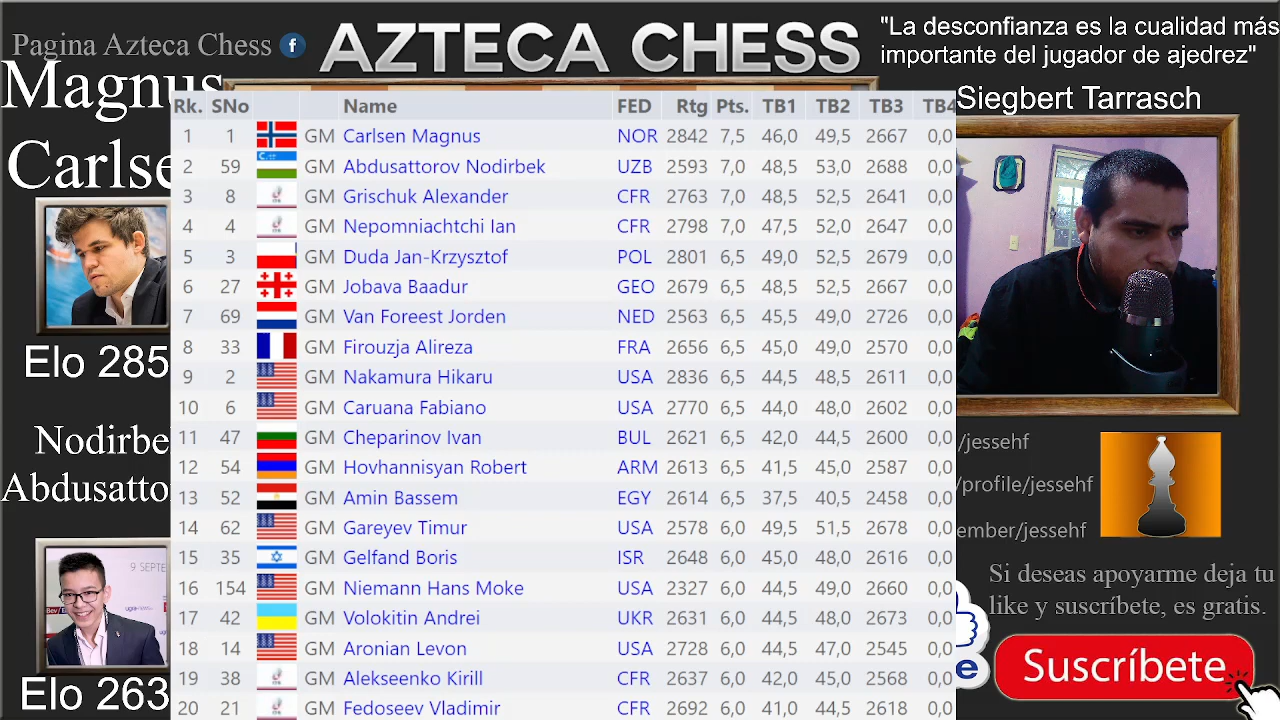 Pagina Azteca Chess f
AZTECA CHESS
"La desconfianza es la cualidad más
importante del jugador de ajedrez"
Siegbert Tarrasch
Magnus
Carlse
Elo 285
Nodirbe
Abdusatto
9 SEPTE
Elo 263
Rk. SNo Name FED Rtg Pts. TB1 TB2 TB3 TB4
1 1 GM Carlsen Magnus NOR 2842 7,5 46,0 49,5 2667 0,0
2 59 GM Abdusattorov Nodirbek UZB 2593 7,0 48,5 53,0 2688 0,0
3 8 GM Grischuk Alexander CFR 2763 7,0 48,5 52,5 2641 0,0
4 4 GM Nepomniachtchi Ian CFR 2798 7,0 47,5 52,0 2647 0,0
5 3 GM Duda Jan-Krzysztof POL 2801 6,5 49,0 52,5 2679 0,0
6 27 GM Jobava Baadur GEO 2679 6,5 48,5 52,5 2667 0,0
7 69 GM Van Foreest Jorden NED 2563 6,5 45,5 49,0 2726 0,0
8 33 GM Firouzja Alireza FRA 2656 6,5 45,0 49,0 2570 0,0
9 2 GM Nakamura Hikaru USA 2836 6,5 44,5 48,5 2611 0,0
10 6 GM Caruana Fabiano USA 2770 6,5 44,0 48,0 2602 0,0
11 47 GM Cheparinov Ivan BUL 2621 6,5 42,0 44,5 2600 0,0
12 54 GM Hovhannisyan Robert ARM 2613 6,5 41,5 45,0 2587 0,0
13 52 GM Amin Bassem EGY 2614 6,5 37,5 40,5 2458 0,0
14 62 GM Gareyev Timur USA 2578 6,0 49,5 51,5 2678 0,0
15 35 GM Gelfand Boris ISR 2648 6,0 45,0 48,0 2616 0,0
16 154 GM Niemann Hans Moke USA 2327 6,0 44,5 49,0 2660 0,0
17 42 GM Volokitin Andrei UKR 2631 6,0 44,5 48,0 2673 0,0
18 14 GM Aronian Levon USA 2728 6,0 44,5 47,0 2545 0,0
19 38 GM Alekseenko Kirill CFR 2637 6,0 42,0 45,0 2568 0,0
20 21 GM Fedoseev Vladimir CFR 2692 6,0 41,0 44,5 2618 0,0
/jessehf
/profile/jessehf
ember/jessehf
Si deseas apoyarme deja tu
like y suscríbete, es gratis.
e
Suscríbete